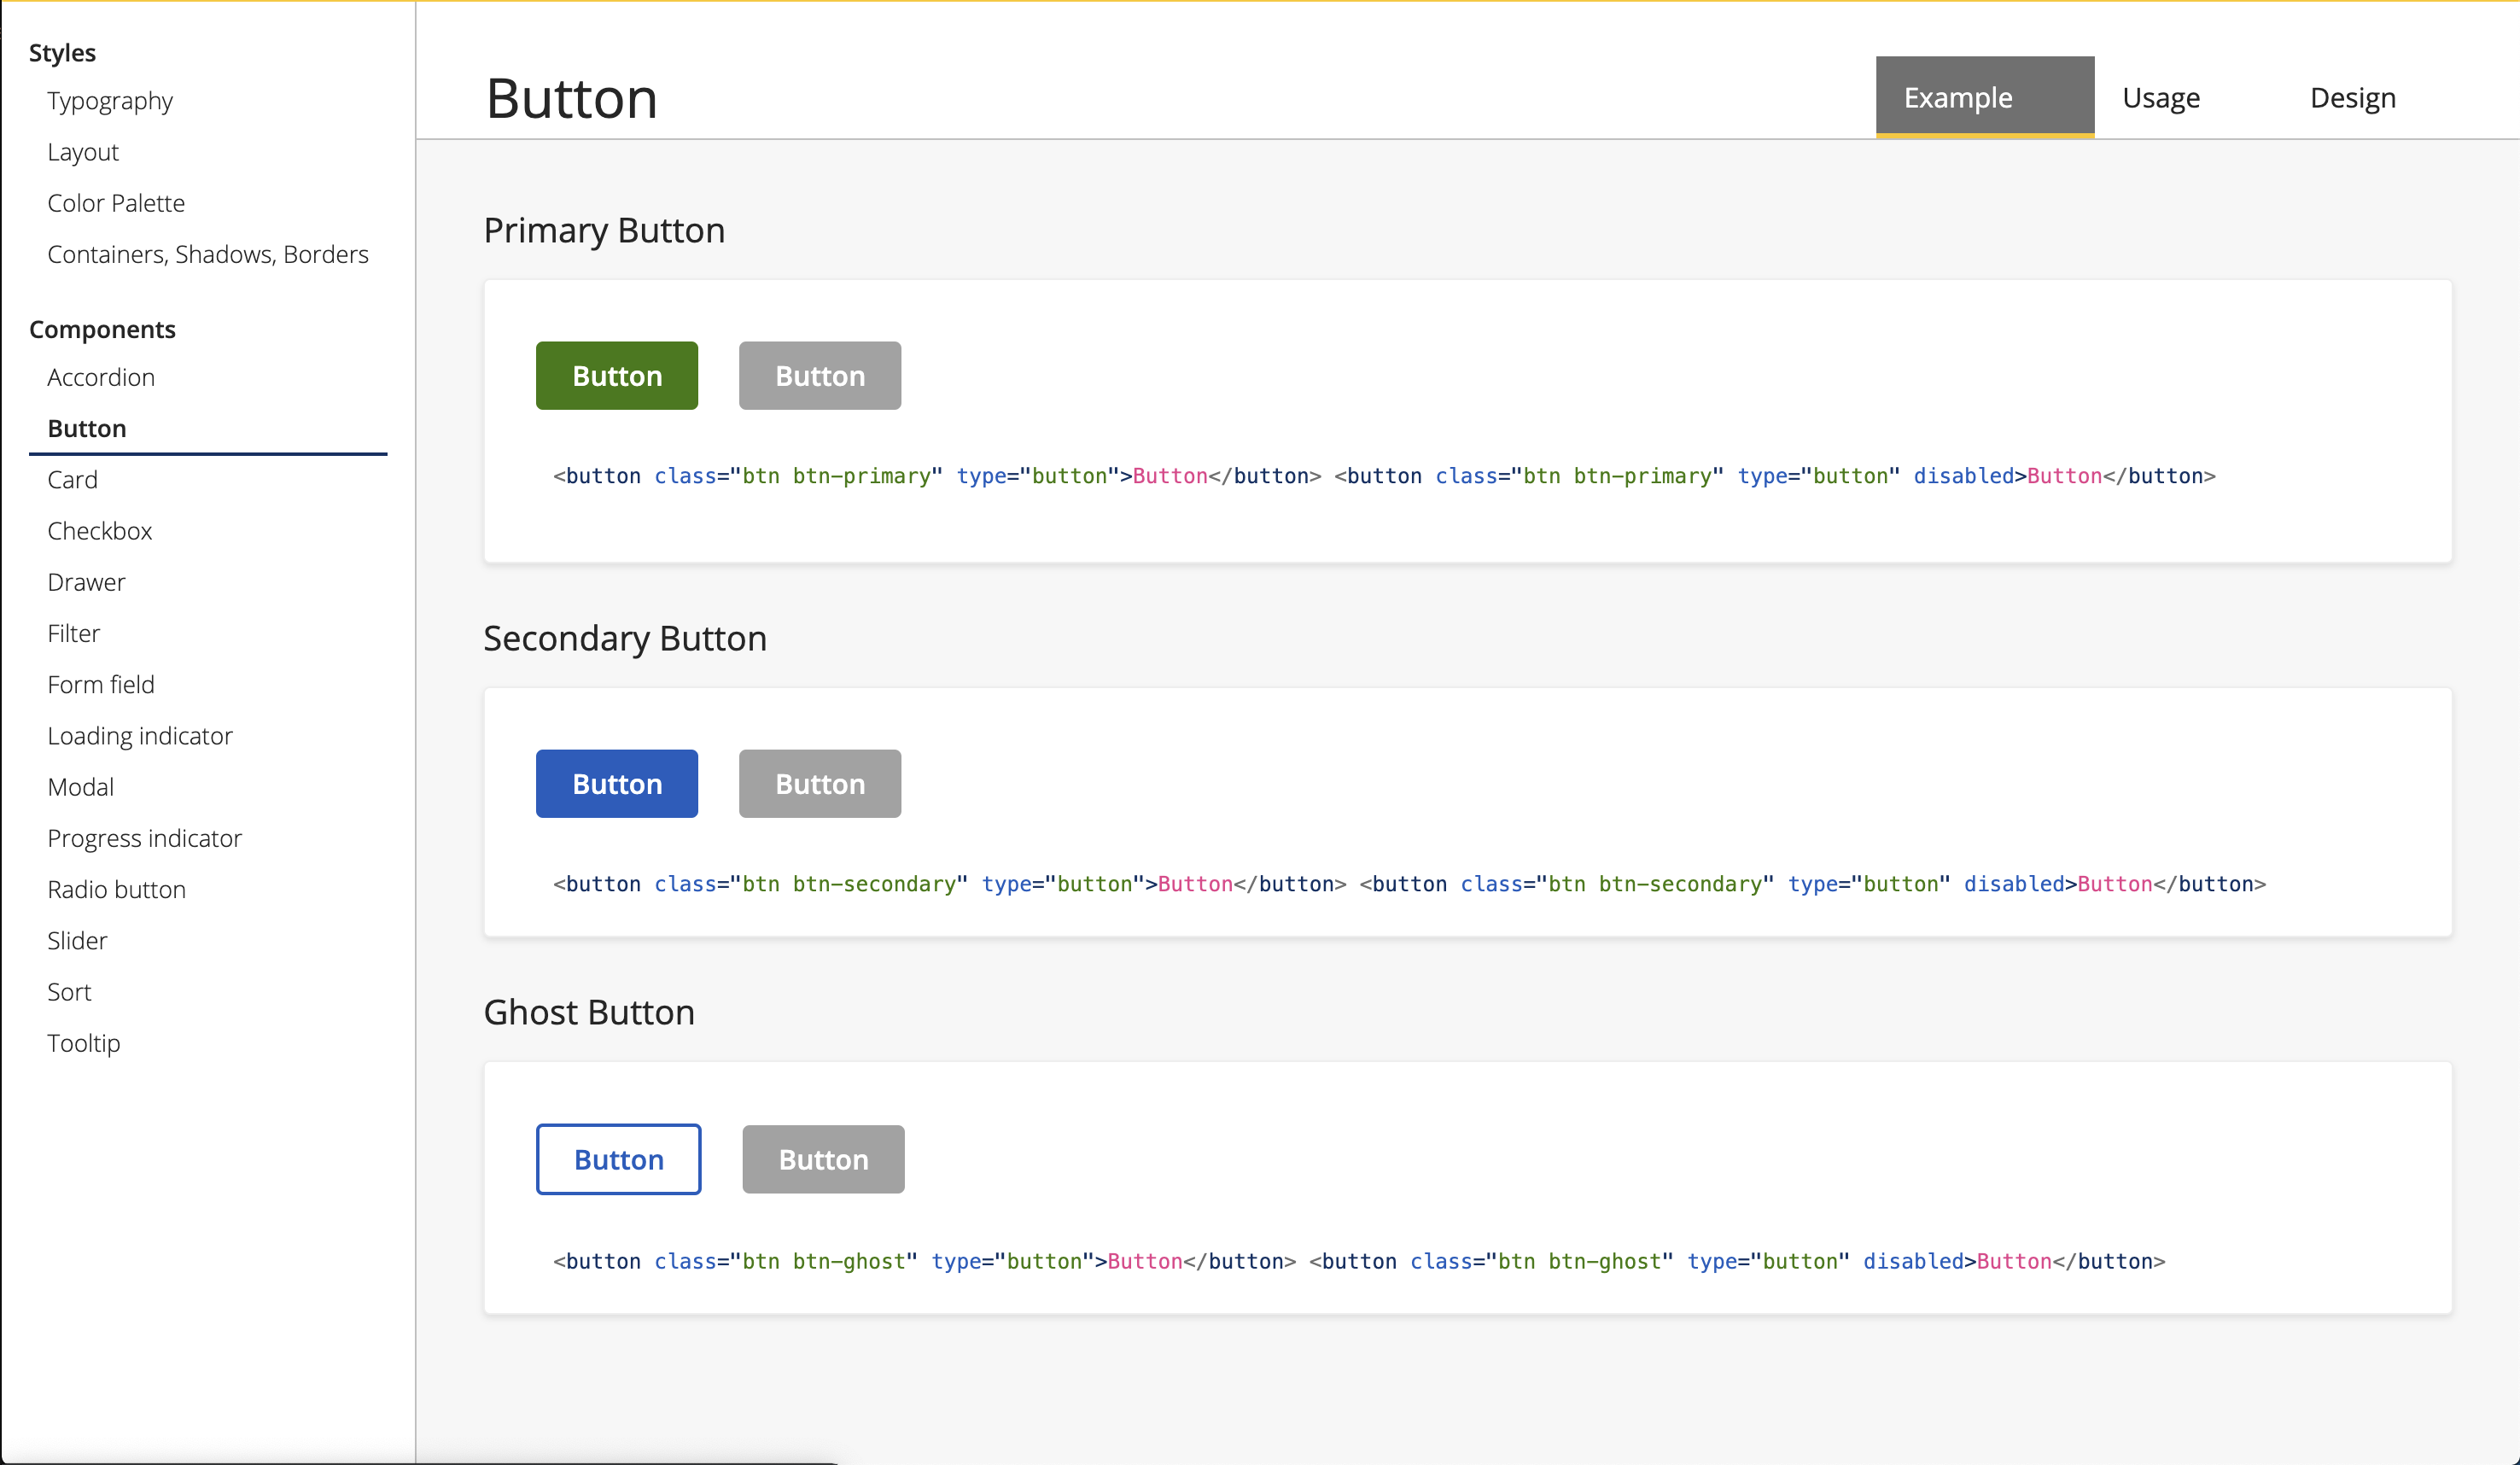 Styles
Typography
Layout
Color Palette
Containers, Shadows, Borders
Components
Accordion
Button
Card
Checkbox
Drawer
Filter
Form field
Loading indicator
Modal
Progress indicator
Radio button
Slider
Sort
Tooltip
Button
Example Usage Design
Primary Button
Button Button
<button class="btn btn-primary" type="button">Button</button> <button class="btn btn-primary" type="button" disabled>Button</button>
Secondary Button
Button Button
<button class="btn btn-secondary" type="button">Button</button> <button class="btn btn-secondary" type="button" disabled>Button</button>
Ghost Button
Button Button
<button class="btn btn-ghost" type="button">Button</button> <button class="btn btn-ghost" type="button" disabled>Button</button>